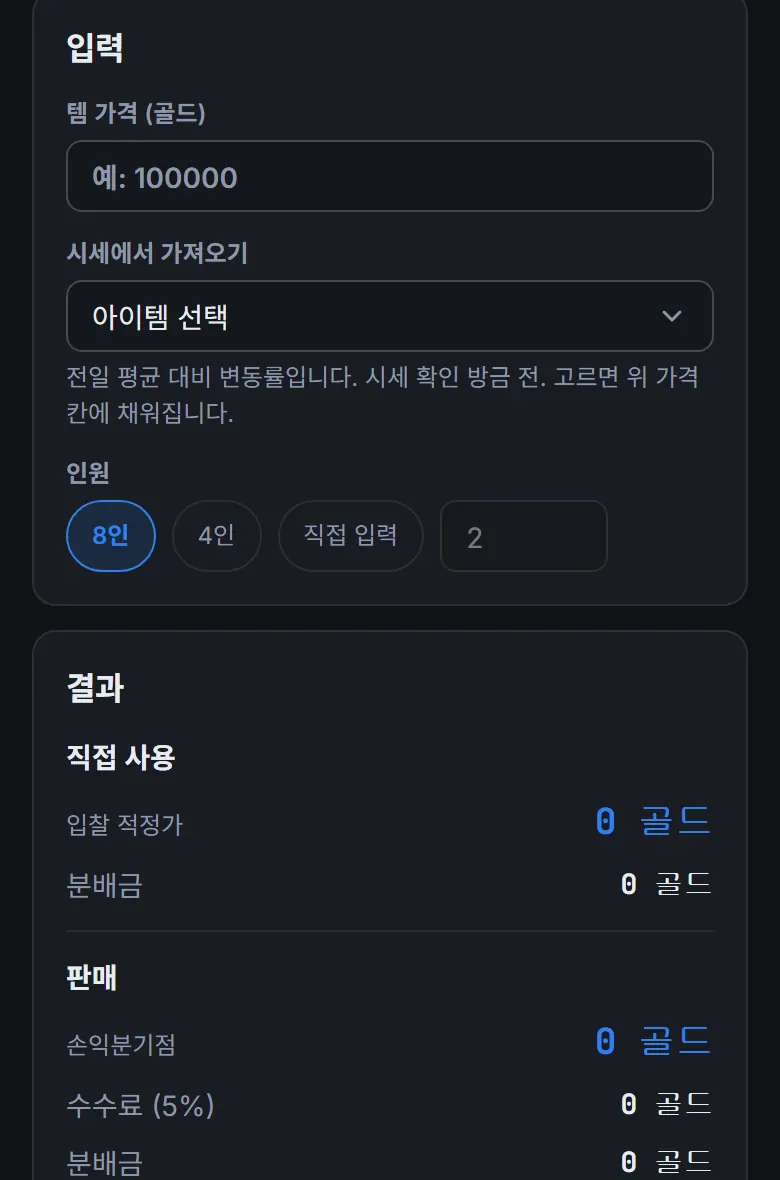 입력
템 가격 (골드)
예: 100000
시세에서 가져오기
아이템 선택
전일 평균 대비 변동률입니다. 시세 확인 방금 전. 고르면 위 가격
칸에 채워집니다.
인원
8인 4인 직접 입력 2
결과
직접 사용
입찰 적정가 0 골드
분배금 0 골드
판매
손익분기점 0 골드
수수료 (5%) 0 골드
분배금 0 골드